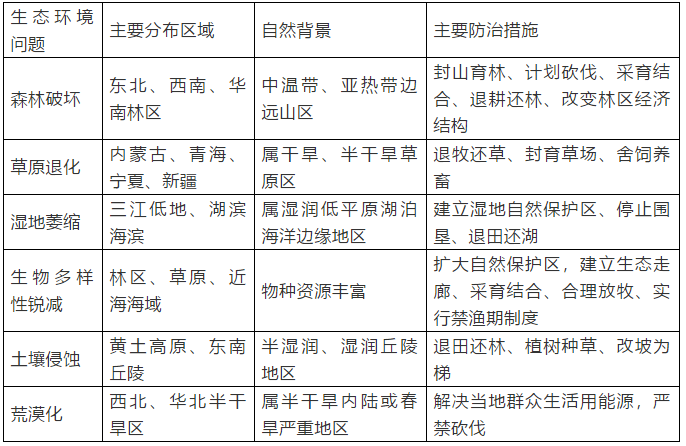 生态环境问题 主要分布区域 自然背景 主要防治措施
森林破坏 东北、西南、华南林区 中温带、亚热带边远山区 封山育林、计划砍伐、采育结合、退耕还林、改变林区经济结构
草原退化 内蒙古、青海、宁夏、新疆 属干旱、半干旱草原区 退牧还草、封育草场、舍饲养畜
湿地萎缩 三江低地、湖滨海滨 属湿润低平原湖泊海洋边缘地区 建立湿地自然保护区、停止围垦、退田还湖
生物多样性锐减 林区、草原、近海海域 物种资源丰富 扩大自然保护区，建立生态走廊、采育结合、合理放牧、实行禁渔期制度
土壤侵蚀 黄土高原、东南丘陵 半湿润、湿润丘陵地区 退田还林、植树种草、改坡为梯
荒漠化 西北、华北半干旱区 属半干旱内陆或春旱严重地区 解决当地群众生活用能源，严禁砍伐